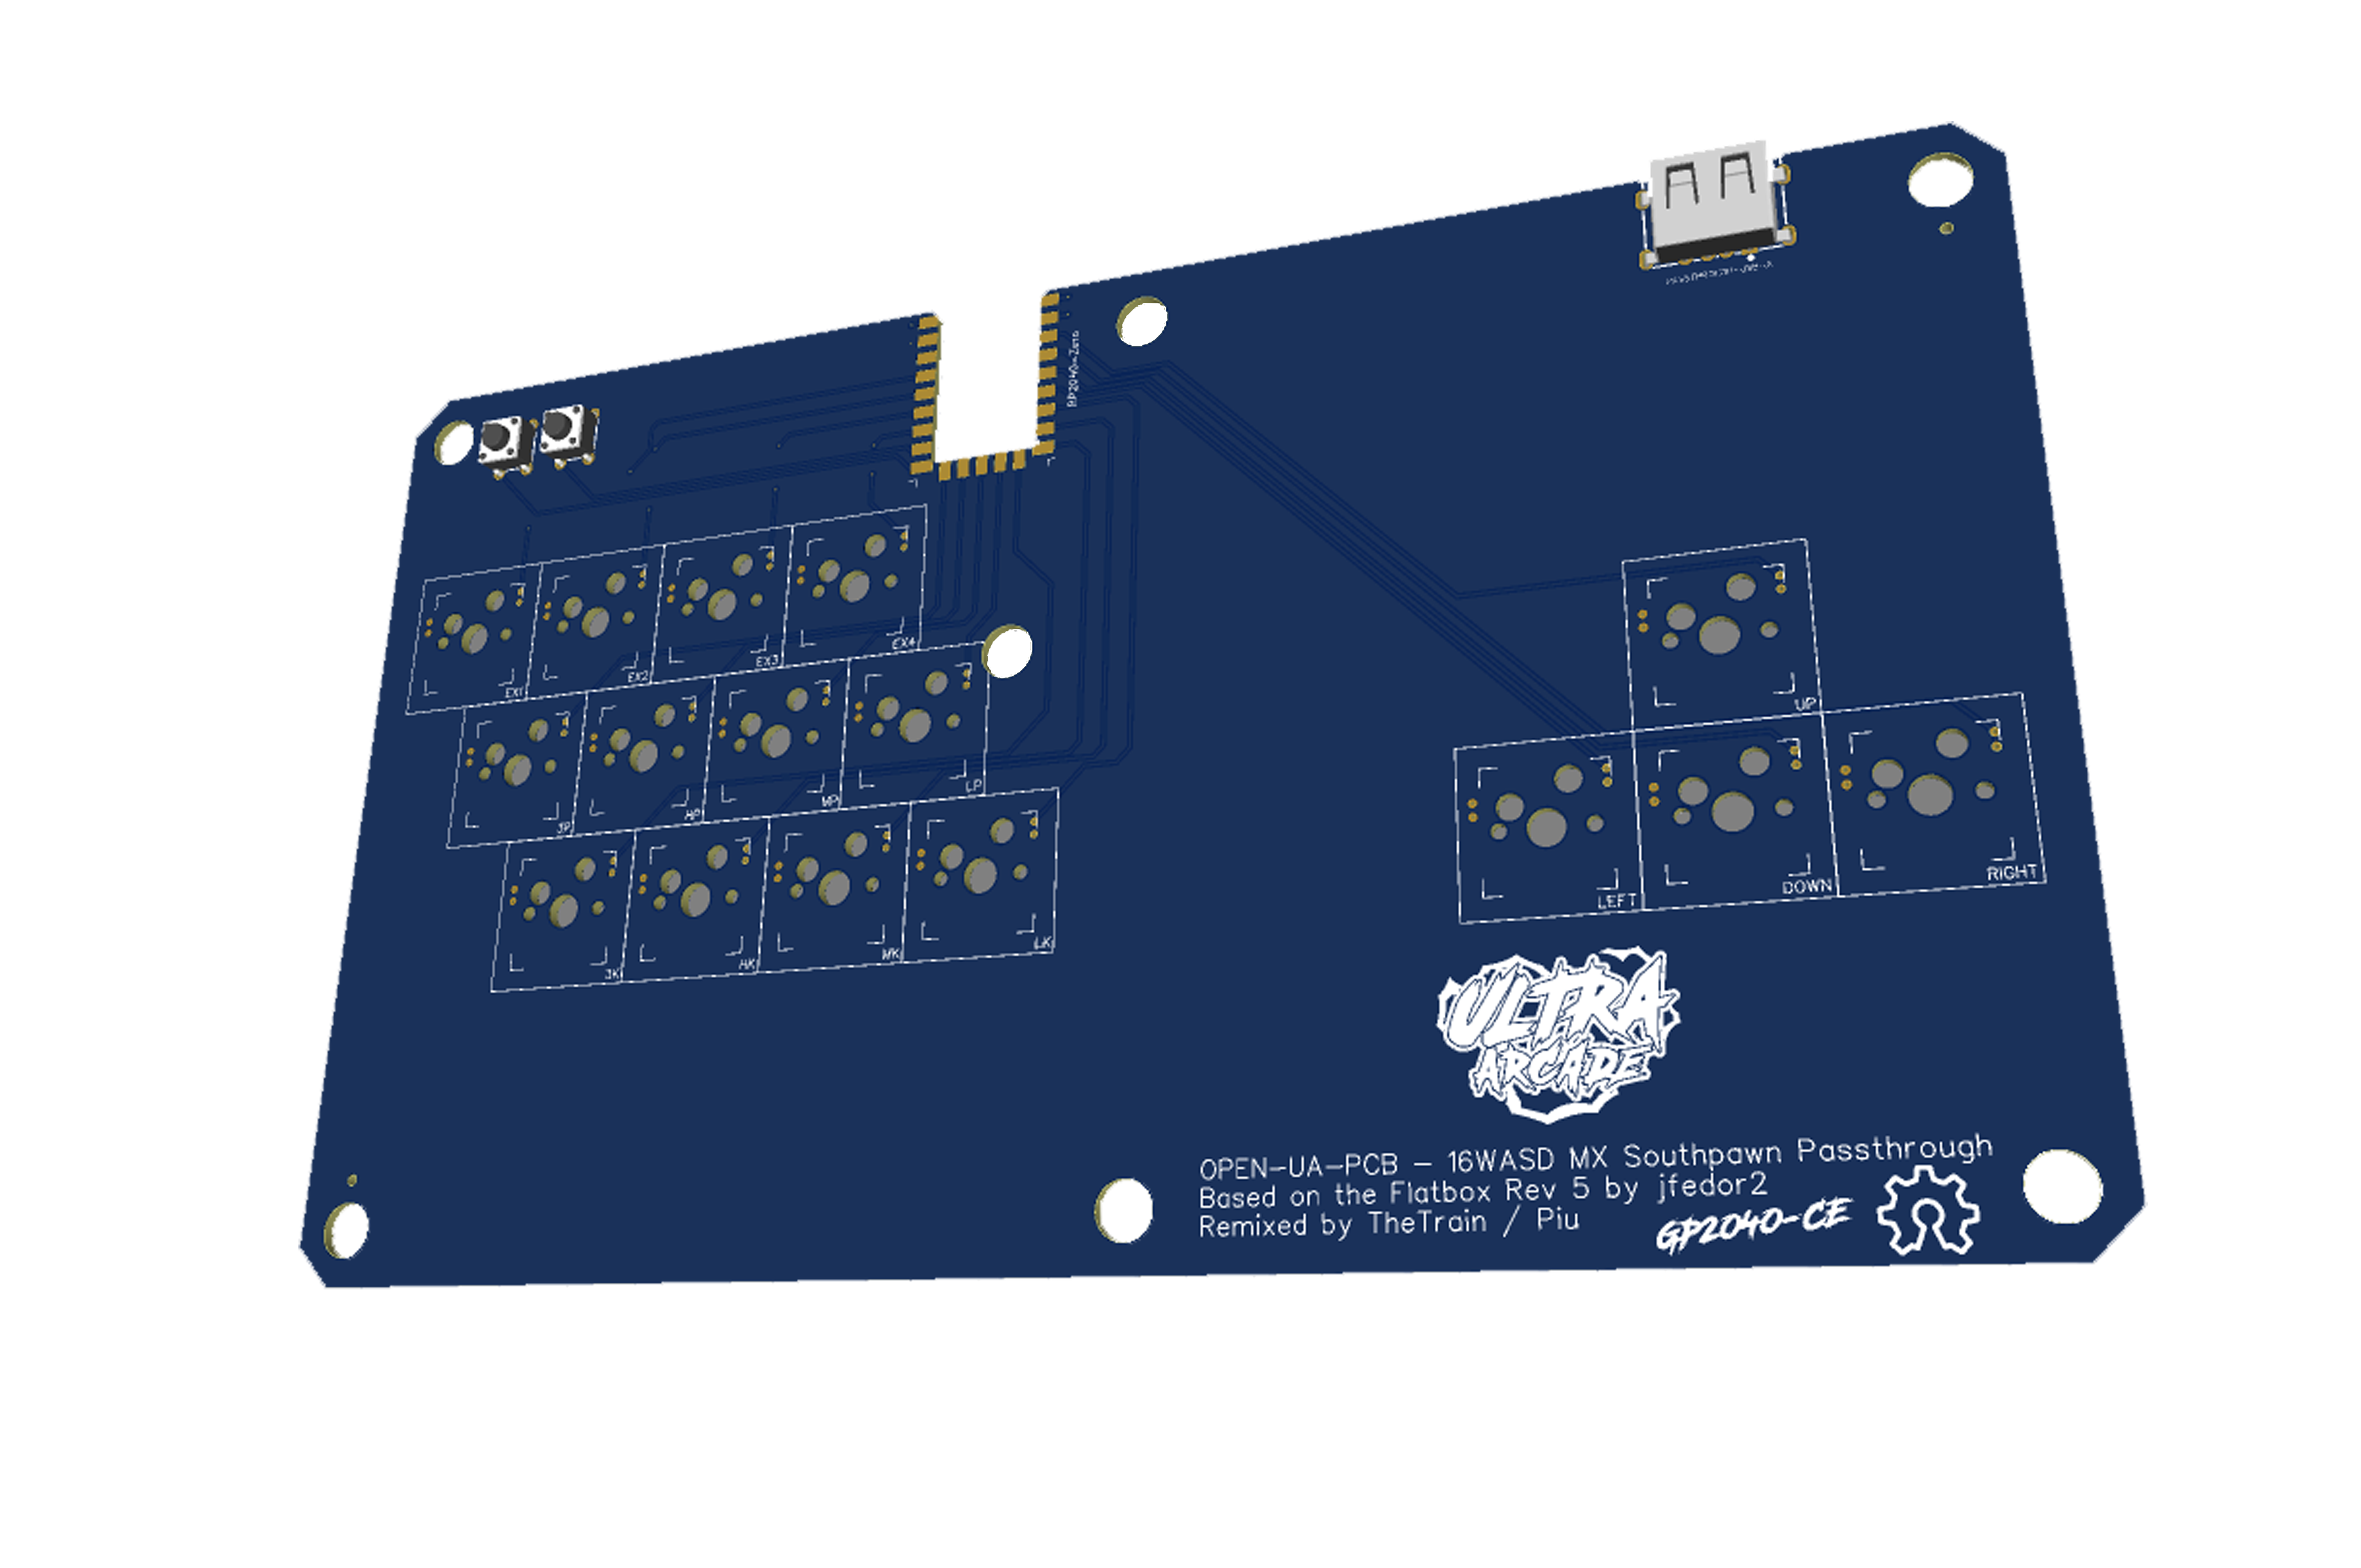 RP2040-Zero
EX1
EX2
EX3
EX4
UP
3P
HP
MP
LP
LEFT
DOWN
RIGHT
3K
HK
MK
LK
ULTRA
ARCADE
OPEN-UA-PCB – 16WASD MX Southpawn Passthrough
Based on the Flatbox Rev 5 by jfedor2
Remixed by TheTrain / Piu
GP2040-CE